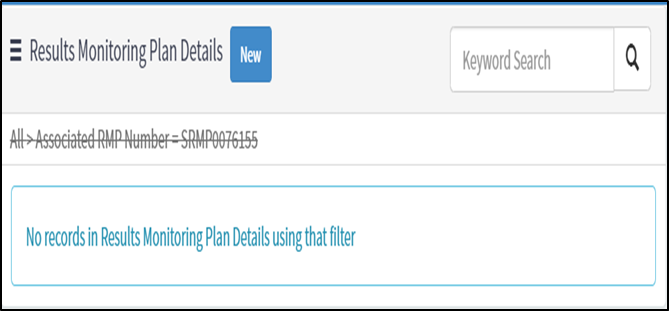 Results Monitoring Plan Details New
Keyword Search
All > Associated RMP Number = SRMP0076155
No records in Results Monitoring Plan Details using that filter